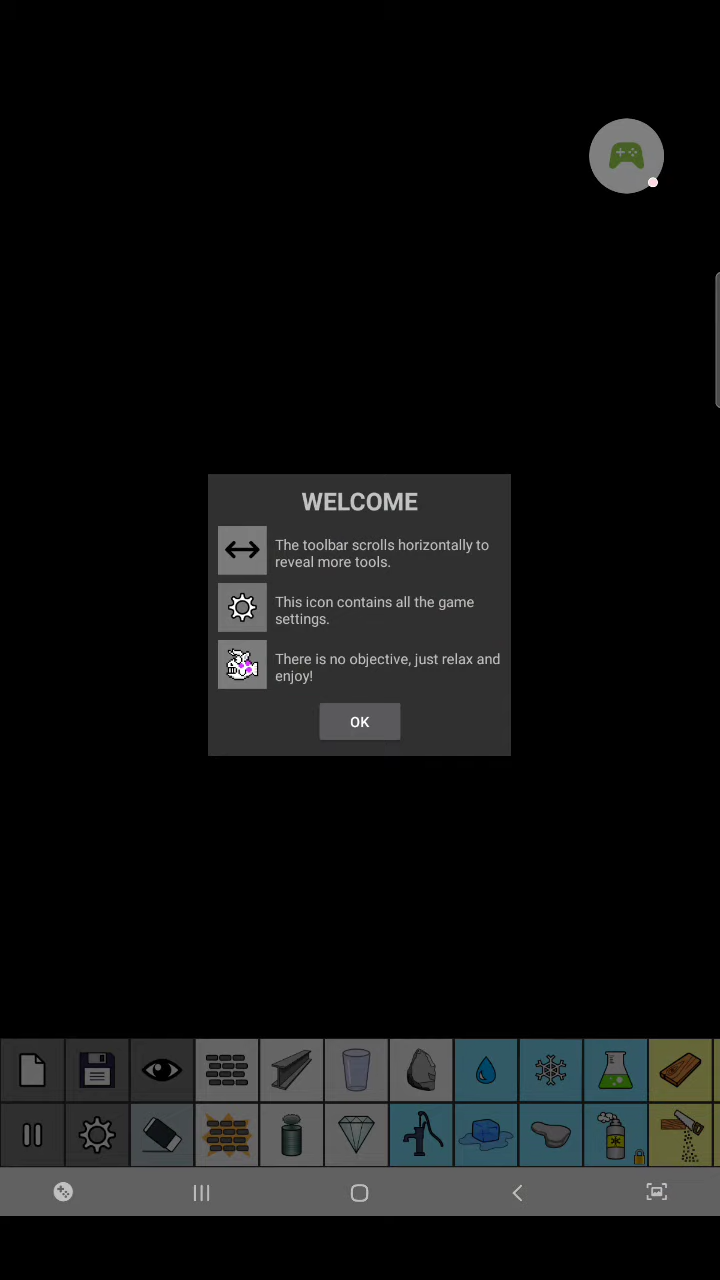 WELCOME
The toolbar scrolls horizontally to
reveal more tools.
This icon contains all the game
settings.
There is no objective, just relax and
enjoy!
OK